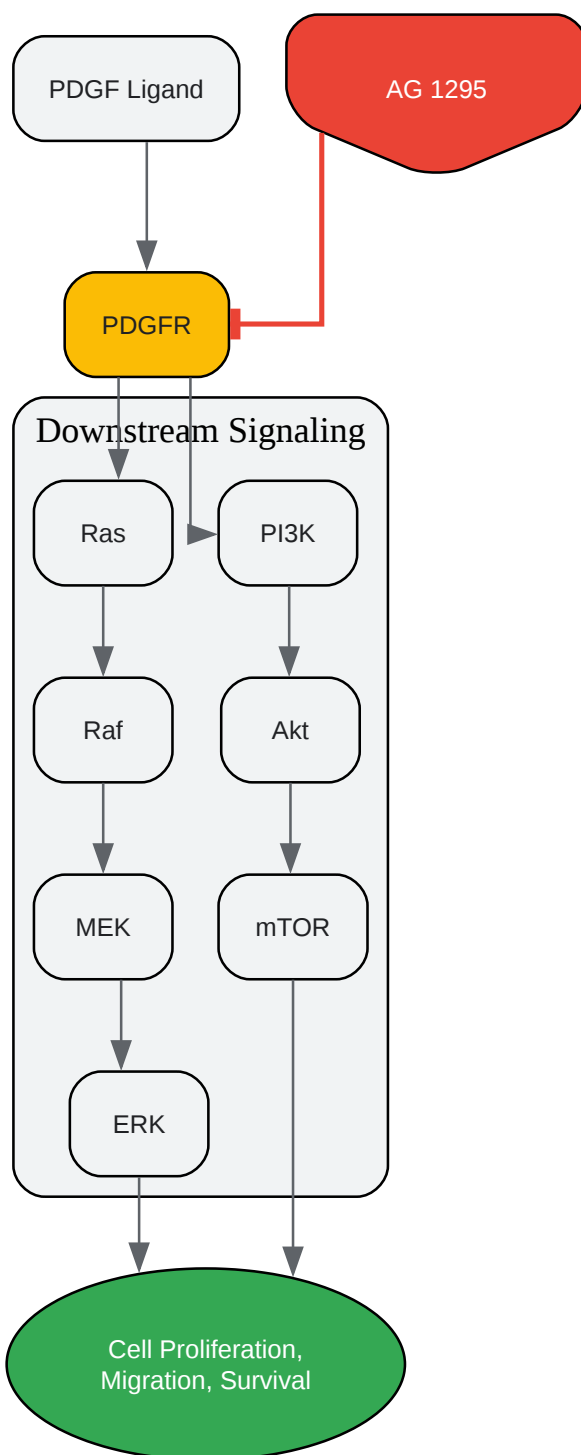 PDGF Ligand
AG 1295
PDGFR
Downstream Signaling
Ras
PI3K
Raf
Akt
MEK
mTOR
ERK
Cell Proliferation,
Migration, Survival